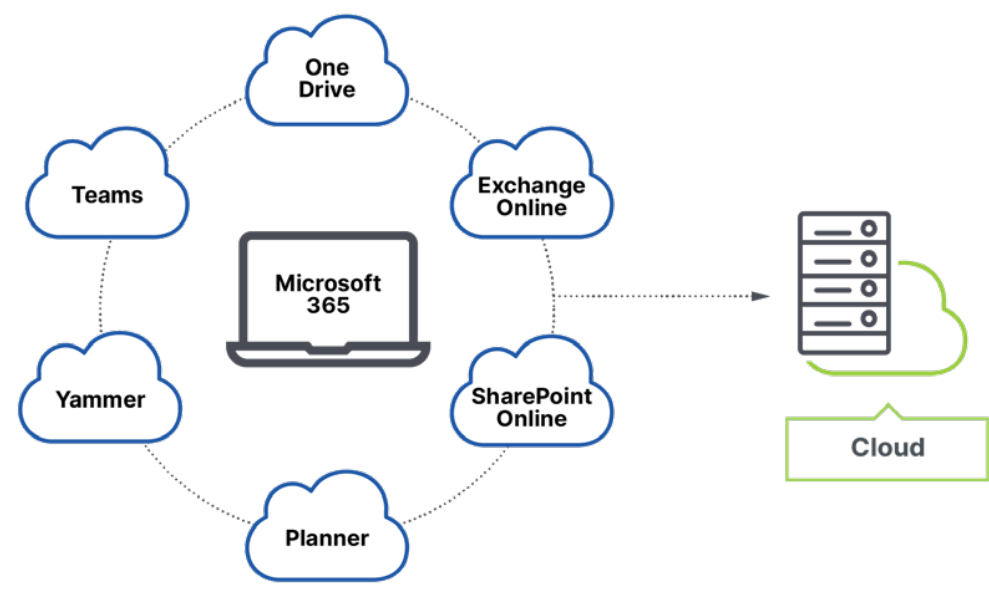 One
Drive
Teams
Exchange
Online
Microsoft
365
Yammer
SharePoint
Online
Cloud
Planner